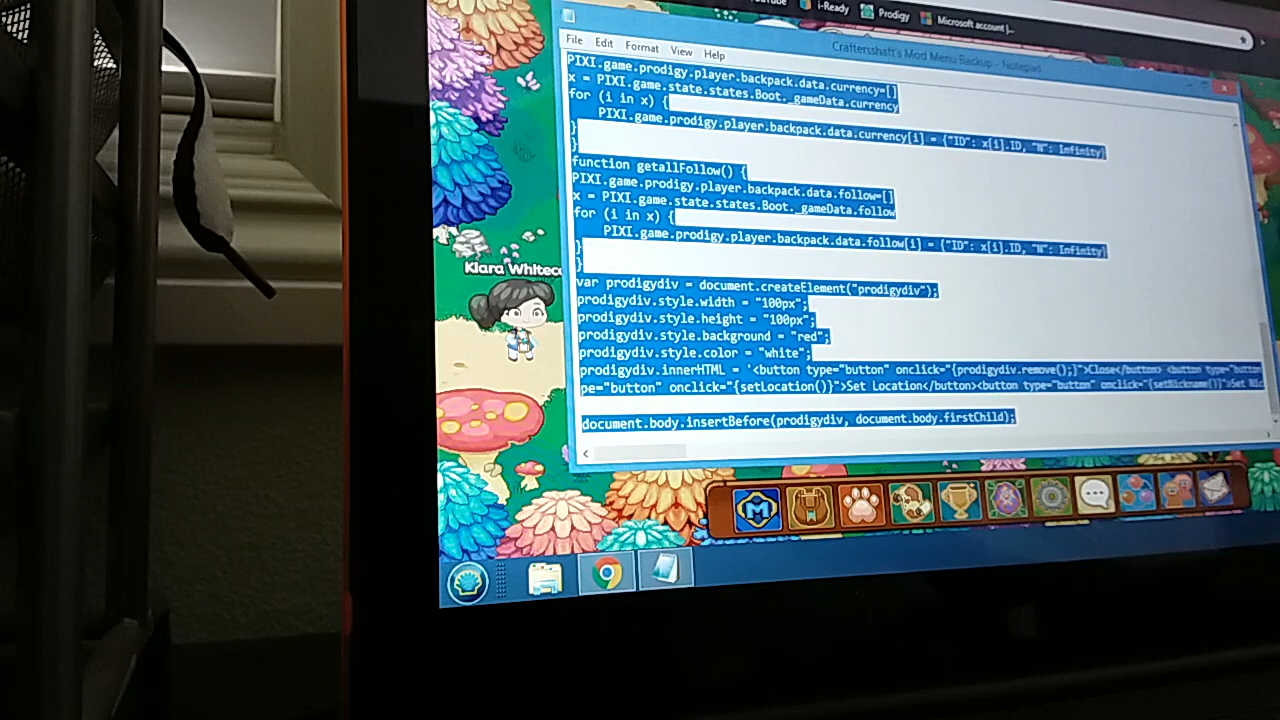 YouTube i-Ready Prodigy Microsoft account |...
Craftersshaft's Mod Menu Backup - Notepad
File Edit Format View Help
PIXI.game.prodigy.player.backpack.data.currency=[]
x = PIXI.game.state.states.Boot._gameData.currency
for (i in x) {
PIXI.game.prodigy.player.backpack.data.currency[i] = {"ID": x[i].ID, "N": Infinity}
}
}
function getallFollow() {
PIXI.game.prodigy.player.backpack.data.follow=[]
x = PIXI.game.state.states.Boot._gameData.follow
for (i in x) {
PIXI.game.prodigy.player.backpack.data.follow[i] = {"ID": x[i].ID, "N": Infinity}
}
}
var prodigydiv = document.createElement("prodigydiv");
prodigydiv.style.width = "100px";
prodigydiv.style.height = "100px";
prodigydiv.style.background = "red";
prodigydiv.style.color = "white";
prodigydiv.innerHTML = '<button type="button" onclick="{prodigydiv.remove();}">Close</button> <button type="button"
pe="button" onclick="{setLocation()}">Set Location</button><button type="button" onclick="{setNickname()}">Set Nic
document.body.insertBefore(prodigydiv, document.body.firstChild);
Kiara Whitec
M